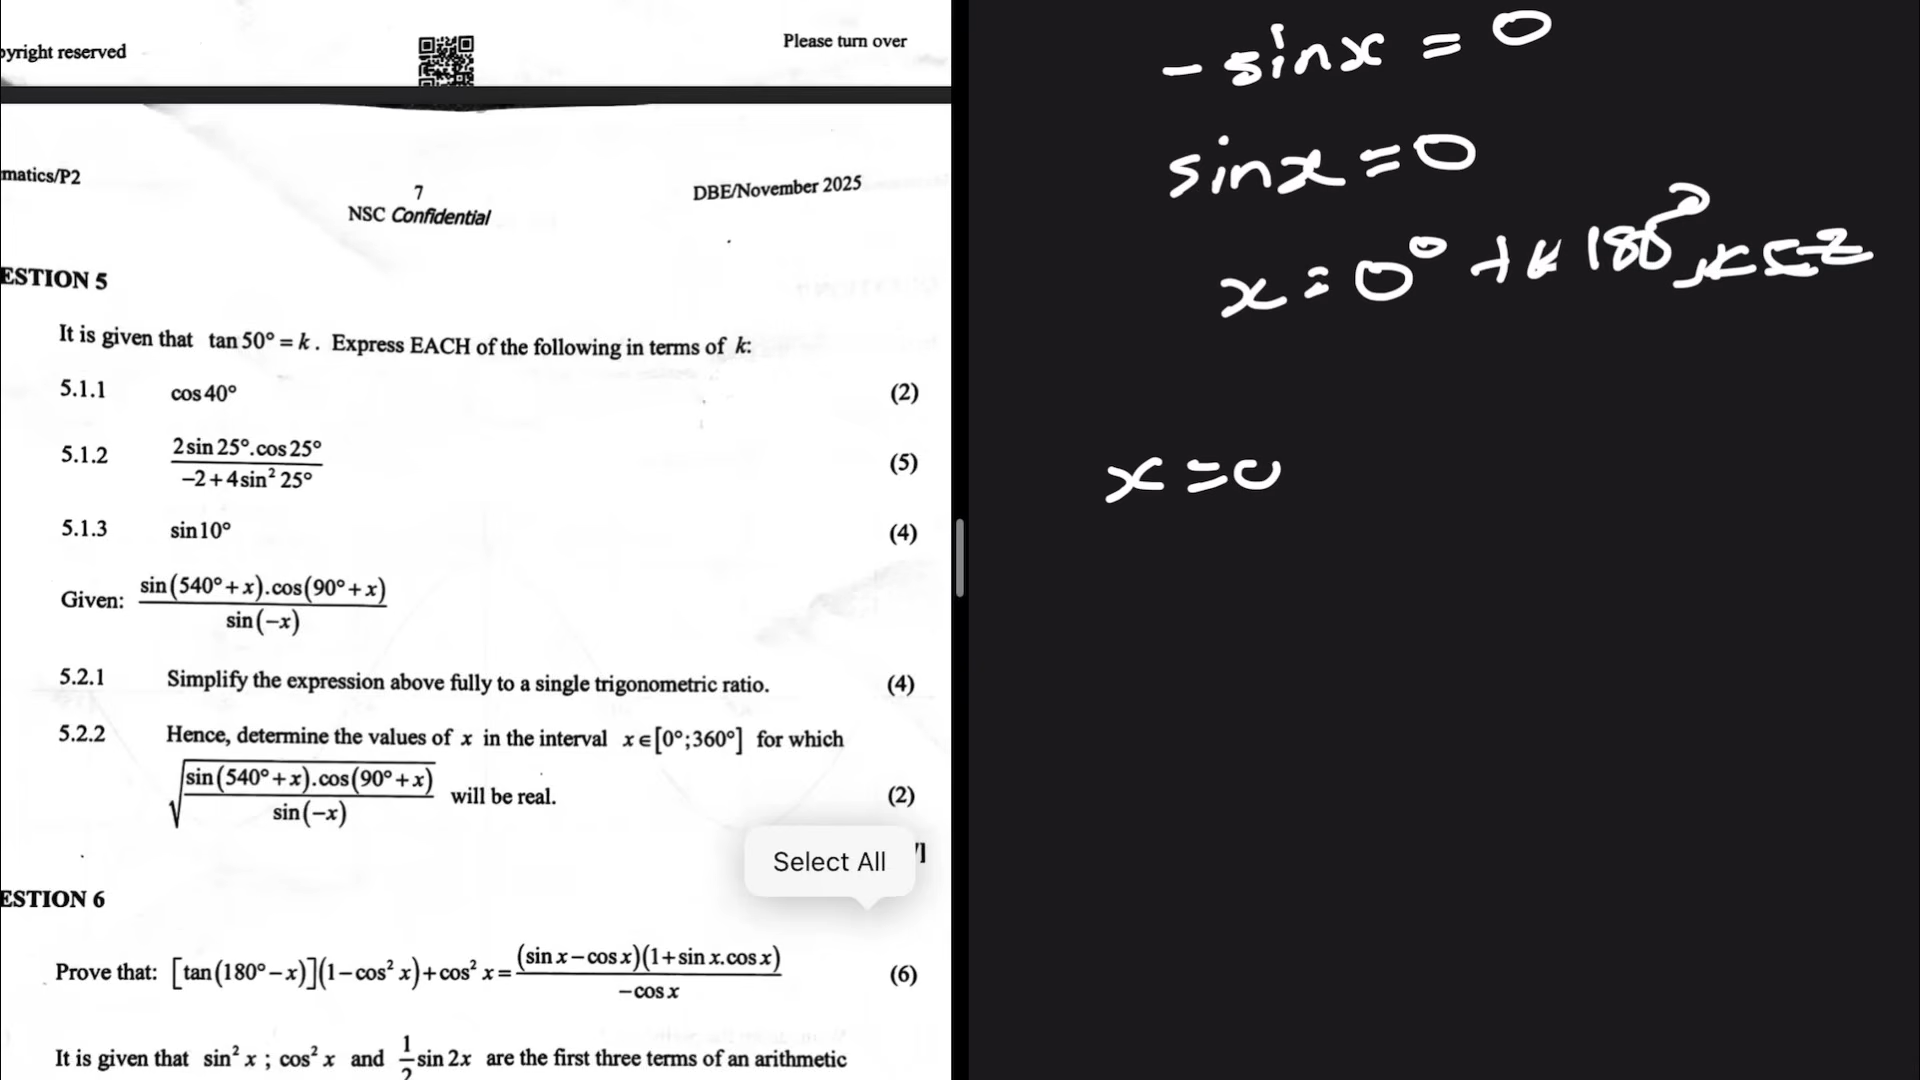 pyright reserved
Please turn over
matics/P2
7
NSC Confidential
DBE/November 2025
ESTION 5
It is given that tan 50° = k . Express EACH of the following in terms of k:
5.1.1 cos 40° (2)
5.1.2 2 sin 25°.cos 25° / −2 + 4 sin² 25° (5)
5.1.3 sin 10° (4)
Given: sin(540° + x).cos(90° + x) / sin(−x)
5.2.1 Simplify the expression above fully to a single trigonometric ratio. (4)
5.2.2 Hence, determine the values of x in the interval x ∈ [0°; 360°] for which
√(sin(540° + x).cos(90° + x) / sin(−x)) will be real. (2)
Select All
]
ESTION 6
Prove that: [tan(180° − x)](1 − cos² x) + cos² x = (sin x − cos x)(1 + sin x.cos x) / −cos x (6)
It is given that sin² x ; cos² x and 1/2 sin 2x are the first three terms of an arithmetic
− sin x = 0
sin x = 0
x = 0° + k 180°, k ∈ Z
x = 0